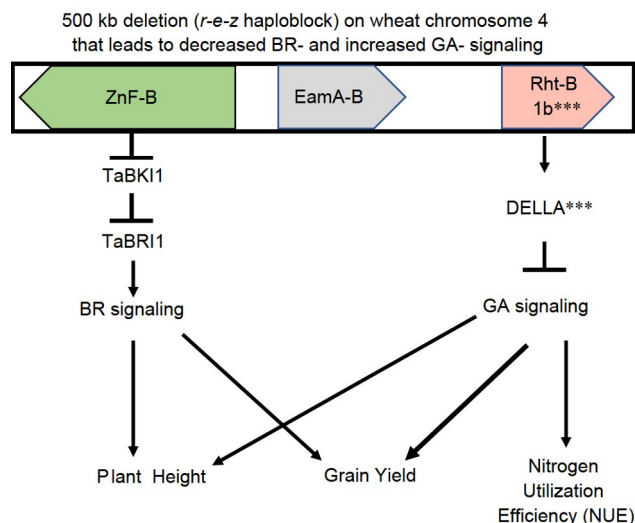 500 kb deletion (r-e-z haploblock) on wheat chromosome 4
that leads to decreased BR- and increased GA- signaling
ZnF-B
EamA-B
Rht-B
1b***
TaBKI1
DELLA***
TaBRI1
BR signaling
GA signaling
Plant Height
Grain Yield
Nitrogen
Utilization
Efficiency (NUE)